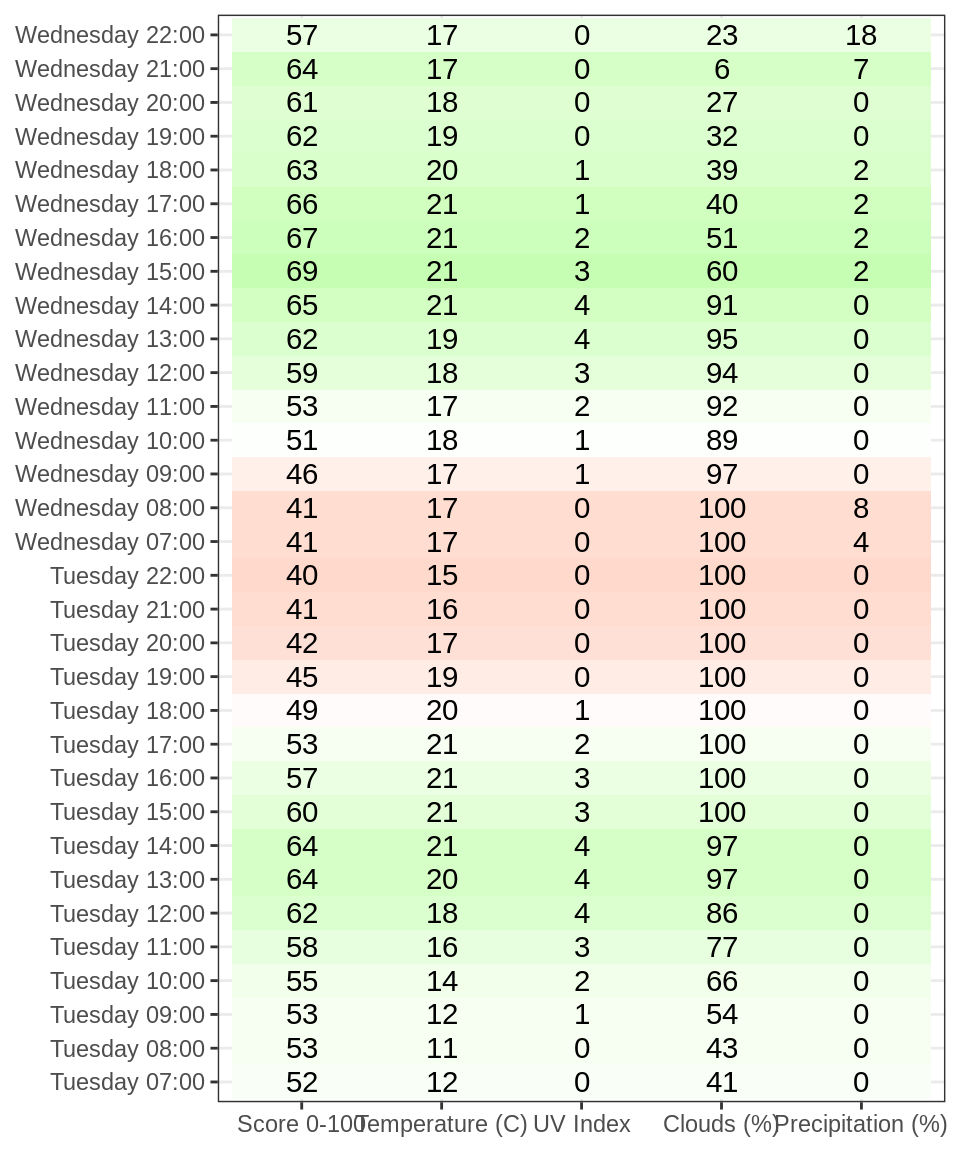 Wednesday 22:00 57 17 0 23 18
Wednesday 21:00 64 17 0 6 7
Wednesday 20:00 61 18 0 27 0
Wednesday 19:00 62 19 0 32 0
Wednesday 18:00 63 20 1 39 2
Wednesday 17:00 66 21 1 40 2
Wednesday 16:00 67 21 2 51 2
Wednesday 15:00 69 21 3 60 2
Wednesday 14:00 65 21 4 91 0
Wednesday 13:00 62 19 4 95 0
Wednesday 12:00 59 18 3 94 0
Wednesday 11:00 53 17 2 92 0
Wednesday 10:00 51 18 1 89 0
Wednesday 09:00 46 17 1 97 0
Wednesday 08:00 41 17 0 100 8
Wednesday 07:00 41 17 0 100 4
Tuesday 22:00 40 15 0 100 0
Tuesday 21:00 41 16 0 100 0
Tuesday 20:00 42 17 0 100 0
Tuesday 19:00 45 19 0 100 0
Tuesday 18:00 49 20 1 100 0
Tuesday 17:00 53 21 2 100 0
Tuesday 16:00 57 21 3 100 0
Tuesday 15:00 60 21 3 100 0
Tuesday 14:00 64 21 4 97 0
Tuesday 13:00 64 20 4 97 0
Tuesday 12:00 62 18 4 86 0
Tuesday 11:00 58 16 3 77 0
Tuesday 10:00 55 14 2 66 0
Tuesday 09:00 53 12 1 54 0
Tuesday 08:00 53 11 0 43 0
Tuesday 07:00 52 12 0 41 0
Score 0-100 Temperature (C) UV Index Clouds (%) Precipitation (%)